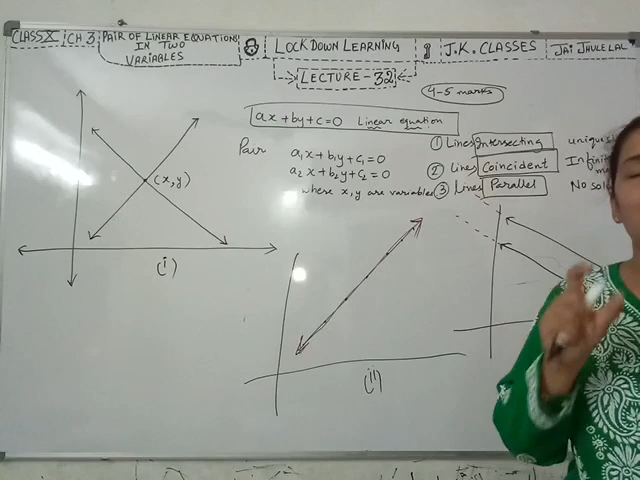 CLASS X CH 3 PAIR OF LINEAR EQUATIONS IN TWO VARIABLES
LOCKDOWN LEARNING
J.K. CLASSES
JAI JHULELAL
LECTURE-32
4-5 marks
ax+by+c=0 Linear equation
Pair a₁x+b₁y+c₁=0
a₂x+b₂y+c₂=0
where x,y are variables
① Lines Intersecting
② Lines Coincident
③ Lines Parallel
No
(x,y)
(i)
(ii)